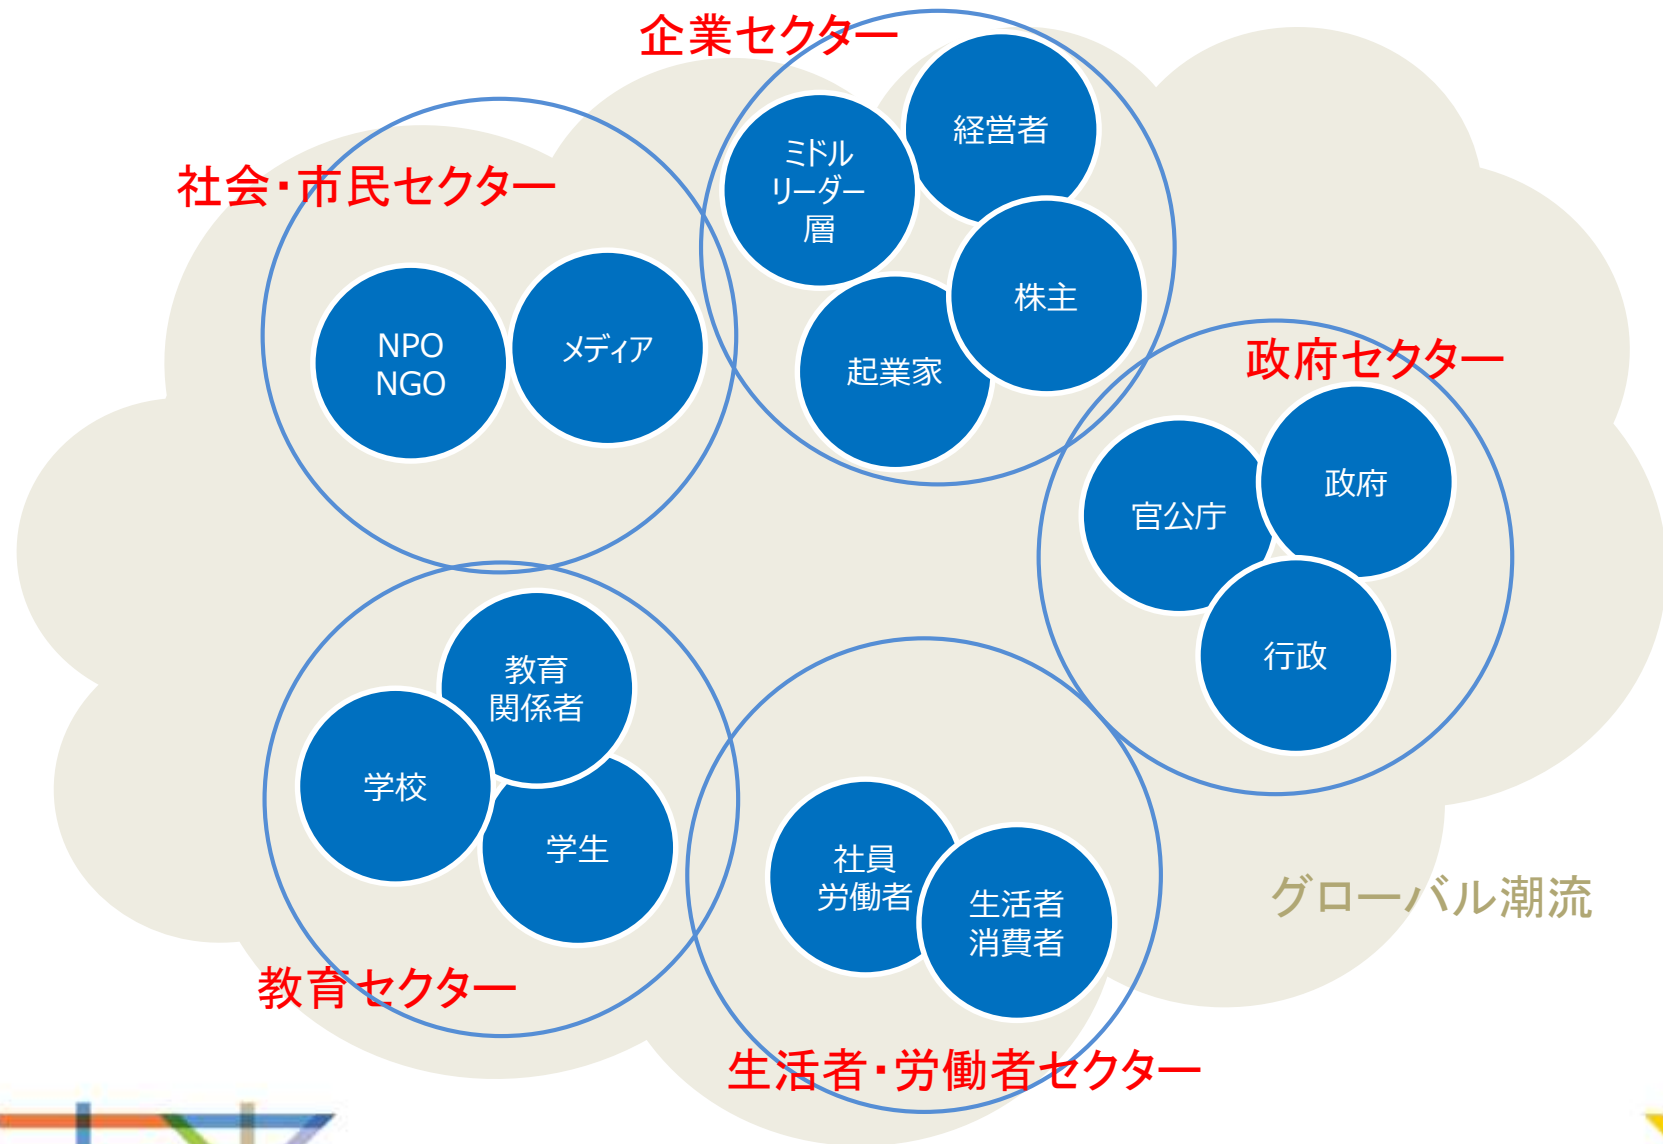 企業セクター
経営者
ミドル
リーダー
層
株主
起業家
社会・市民セクター
NPO
NGO
メディア
政府セクター
政府
官公庁
行政
教育
関係者
学校
学生
教育セクター
社員
労働者
生活者
消費者
生活者・労働者セクター
グローバル潮流